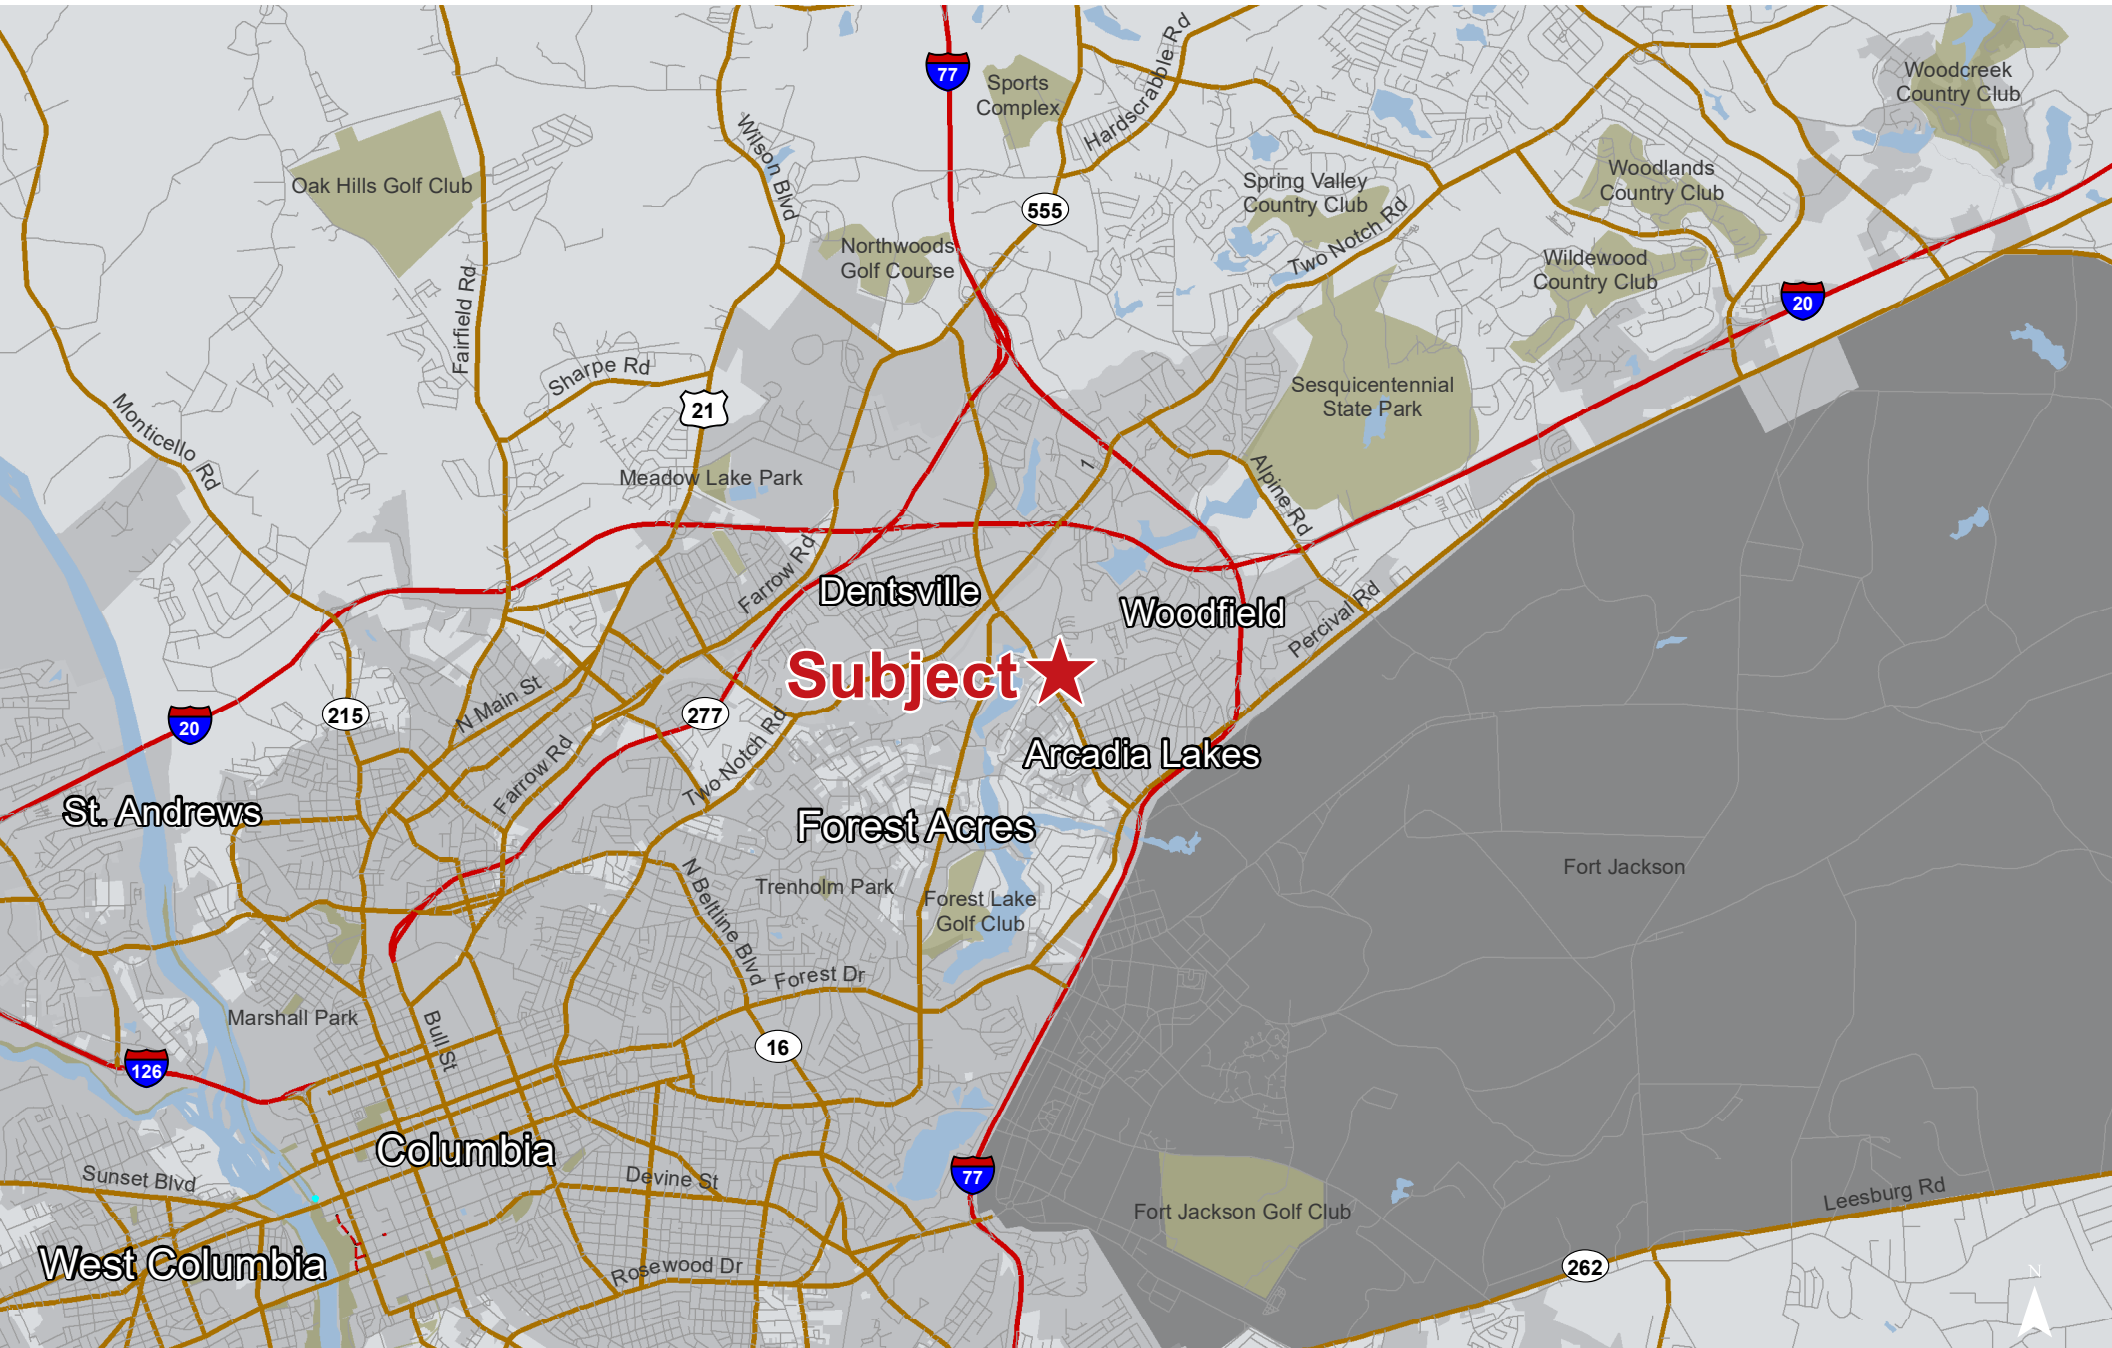 77
Sports
Complex
Hardscrabble Rd
Woodcreek
Country Club
Wilson Blvd
Oak Hills Golf Club
555
Spring Valley
Country Club
Woodlands
Country Club
Northwoods
Golf Course
Two Notch Rd
Wildewood
Country Club
20
Fairfield Rd
Sharpe Rd
21
Sesquicentennial
State Park
Monticello Rd
Meadow Lake Park
1
Alpine Rd
Farrow Rd
Dentsville
Woodfield
Percival Rd
Subject
N Main St
20
215
277
Two Notch Rd
Arcadia Lakes
Farrow Rd
St. Andrews
Forest Acres
Fort Jackson
N Beltline Blvd
Trenholm Park
Forest Lake
Golf Club
Forest Dr
Marshall Park
Bull St
16
126
Columbia
Sunset Blvd
Devine St
77
Fort Jackson Golf Club
Leesburg Rd
West Columbia
Rosewood Dr
262
N